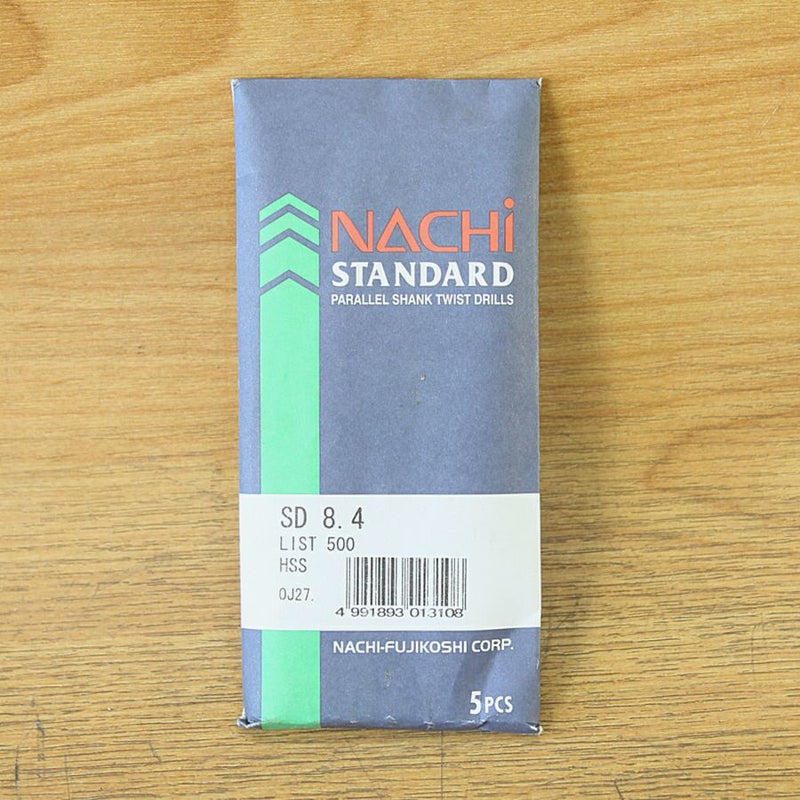 NACHi
STANDARD
PARALLEL SHANK TWIST DRILLS
SD 8.4
LIST 500
HSS
OJ27.
4 991893 013108
NACHI-FUJIKOSHI CORP.
5PCS